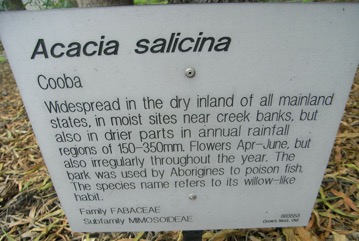 Acacia salicina
Cooba
Widespread in the dry inland of all mainland
states, in moist sites near creek banks, but
also in drier parts in annual rainfall
regions of 150-350mm. Flowers Apr-June, but
also irregularly throughout the year. The
bark was used by Aborigines to poison fish.
The species name refers to its willow-like
habit.
Family FABACEAE
Subfamily MIMOSOIDEAE